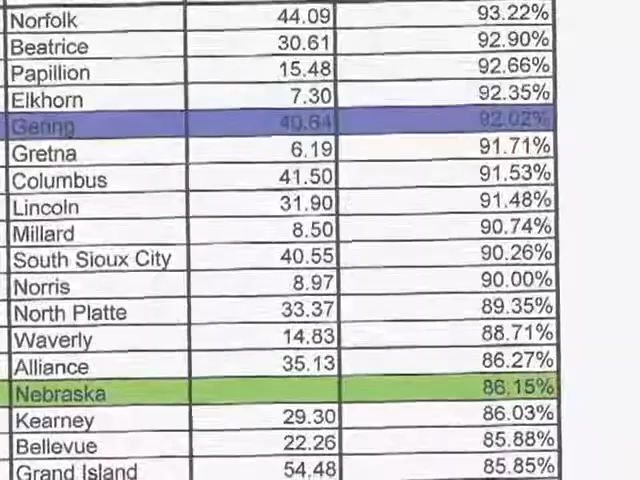 Norfolk 44.09 93.22%
Beatrice 30.61 92.90%
Papillion 15.48 92.66%
Elkhorn 7.30 92.35%
Gering 40.64 92.02%
Gretna 6.19 91.71%
Columbus 41.50 91.53%
Lincoln 31.90 91.48%
Millard 8.50 90.74%
South Sioux City 40.55 90.26%
Norris 8.97 90.00%
North Platte 33.37 89.35%
Waverly 14.83 88.71%
Alliance 35.13 86.27%
Nebraska 86.15%
Kearney 29.30 86.03%
Bellevue 22.26 85.88%
Grand Island 54.48 85.85%